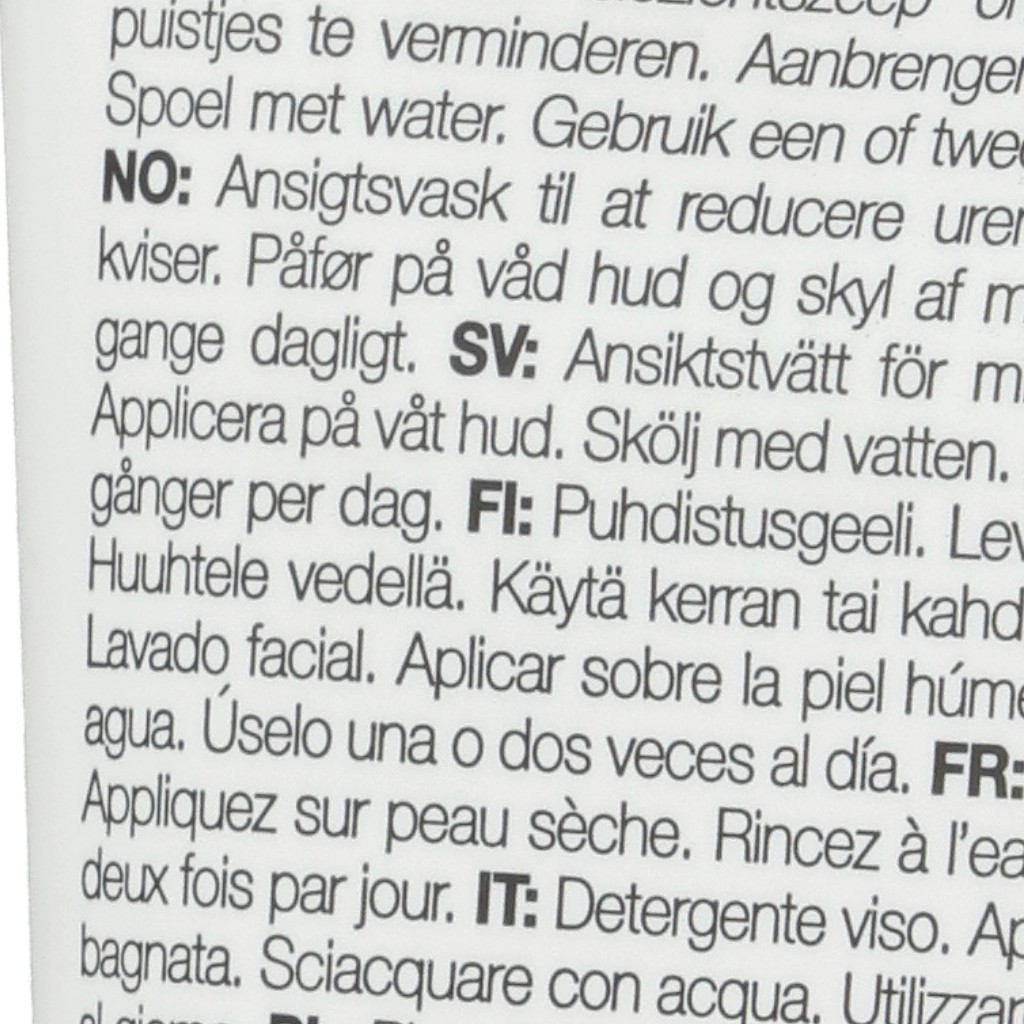 puistjes te verminderen. Aanbrengen
Spoel met water. Gebruik een of twee
NO: Ansigtsvask til at reducere uren
kviser. Påfør på våd hud og skyl af m
gange dagligt. SV: Ansiktstvätt för mi
Applicera på våt hud. Skölj med vatten.
gånger per dag. FI: Puhdistusgeeli. Lev
Huuhtele vedellä. Käytä kerran tai kahd
Lavado facial. Aplicar sobre la piel húme
agua. Úselo una o dos veces al día. FR:
Appliquez sur peau sèche. Rincez à l'ea
deux fois par jour. IT: Detergente viso. Ap
bagnata. Sciacquare con acqua. Utilizzar